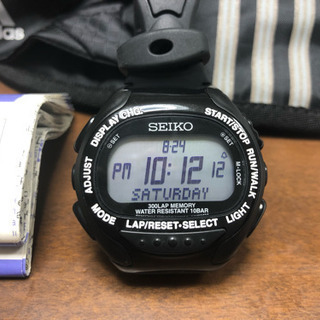 adidas
DISPLAY CHG.
START/STOP
RUN/WALK
ADJUST
SEIKO
SET
SET
8-24
PM 10:12 12
SATURDAY
M-LOCK
300LAP MEMORY
WATER RESISTANT 10BAR
MODE
LAP/RESET•SELECT
LIGHT